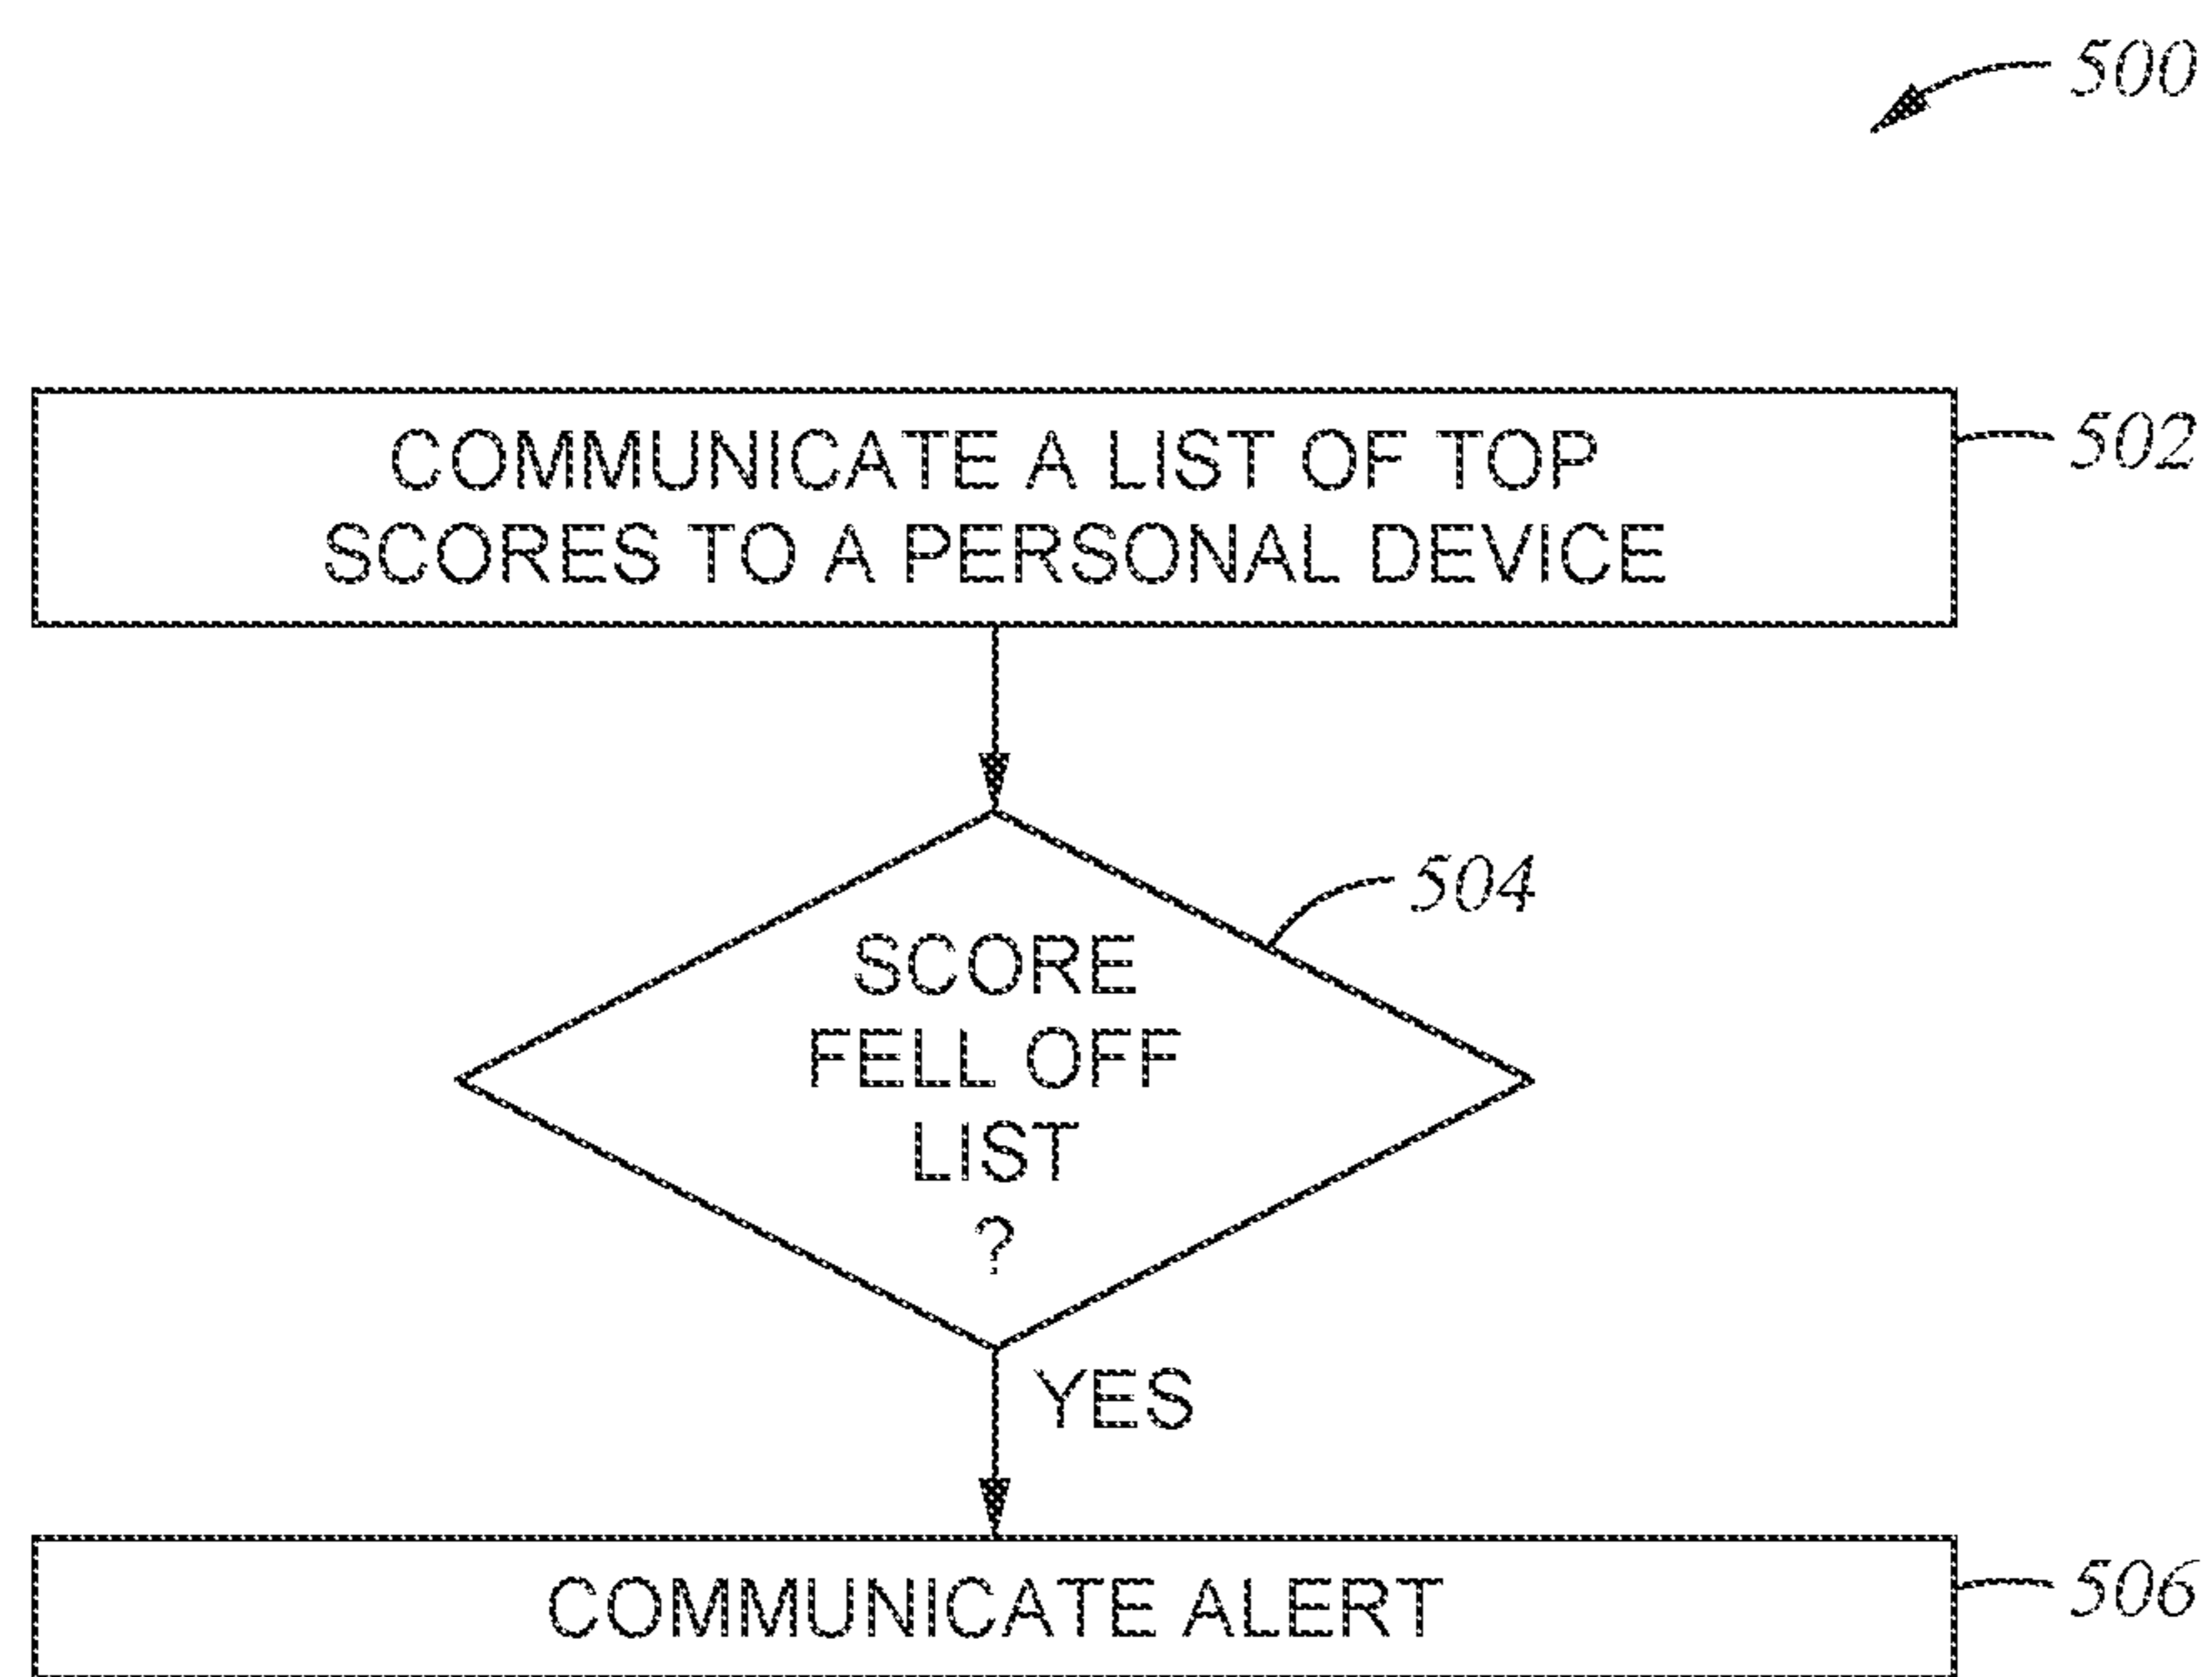 500
COMMUNICATE A LIST OF TOP
SCORES TO A PERSONAL DEVICE
502
504
SCORE
FELL OFF
LIST
?
YES
COMMUNICATE ALERT
506